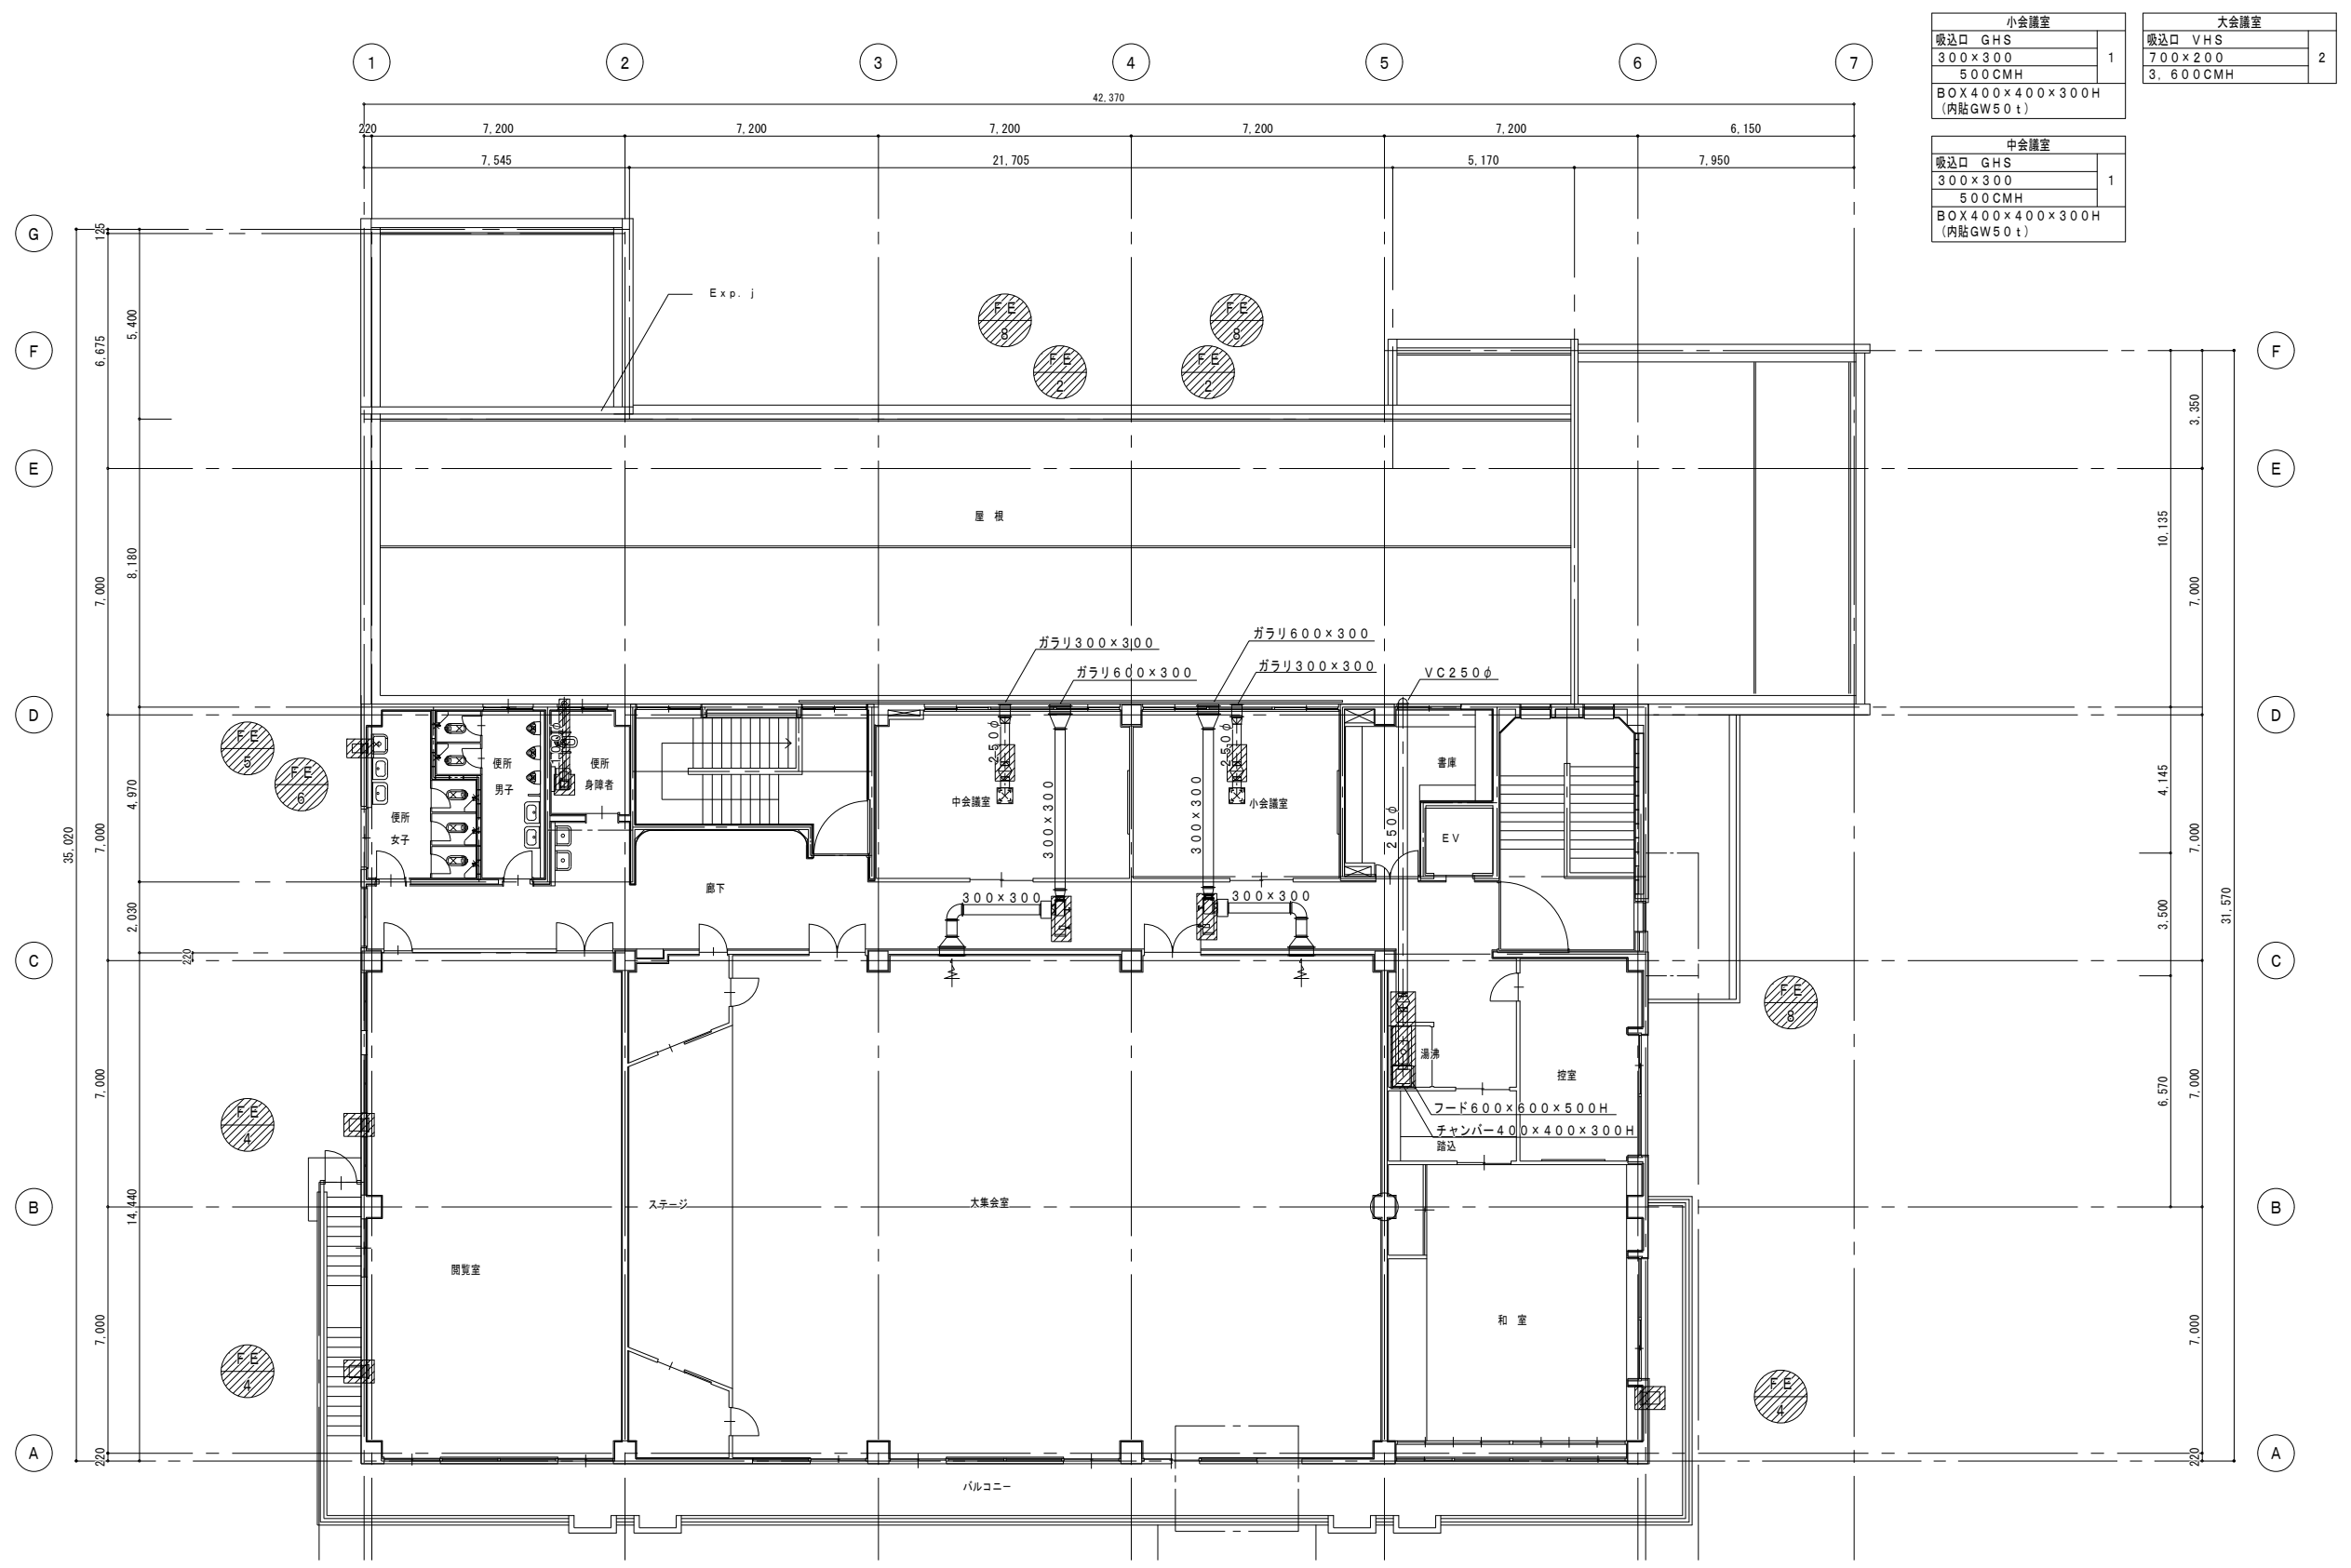 小会議室
吸込口　GHS
300×300
500CMH
1
BOX400×400×300H
（内貼GW50t）
大会議室
吸込口　VHS
700×200
3,600CMH
2
中会議室
吸込口　GHS
300×300
500CMH
1
BOX400×400×300H
（内貼GW50t）
1
2
3
4
5
6
7
42,370
220
7,200
7,200
7,200
7,200
7,200
6,150
7,545
21,705
5,170
7,950
G
F
E
D
C
B
A
F
E
D
C
B
A
125
6,675
7,000
7,000
7,000
7,000
220
35,020
5,400
8,180
4,970
2,030
220
14,440
3,350
7,000
7,000
7,000
7,000
220
10,135
4,145
3,500
6,570
31,570
Exp. j
FE
8
FE
8
FE
2
FE
2
屋　根
ガラリ300×300
ガラリ600×300
ガラリ600×300
ガラリ300×300
VC250φ
FE
5
FE
6
便所
男子
便所
身障者
便所
女子
250φ
250φ
250φ
300×300
300×300
中会議室
小会議室
書庫
EV
廊下
300×300
300×300
FE
8
湯沸
控室
フード600×600×500H
チャンバー400×400×300H
踏込
FE
4
ステージ
大集会室
閲覧室
和　室
FE
4
FE
4
バルコニー